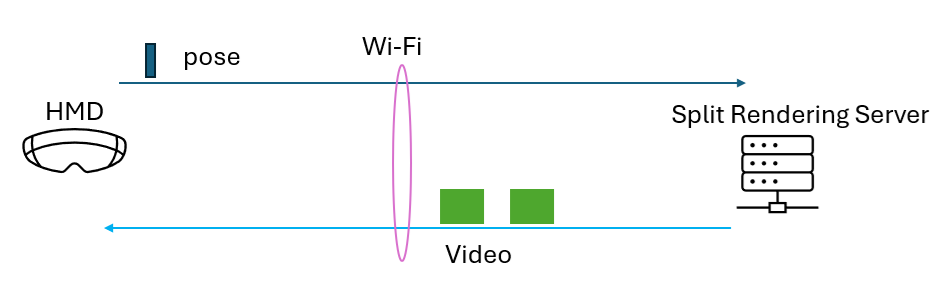 Wi-Fi
pose
HMD
Split Rendering Server
Video